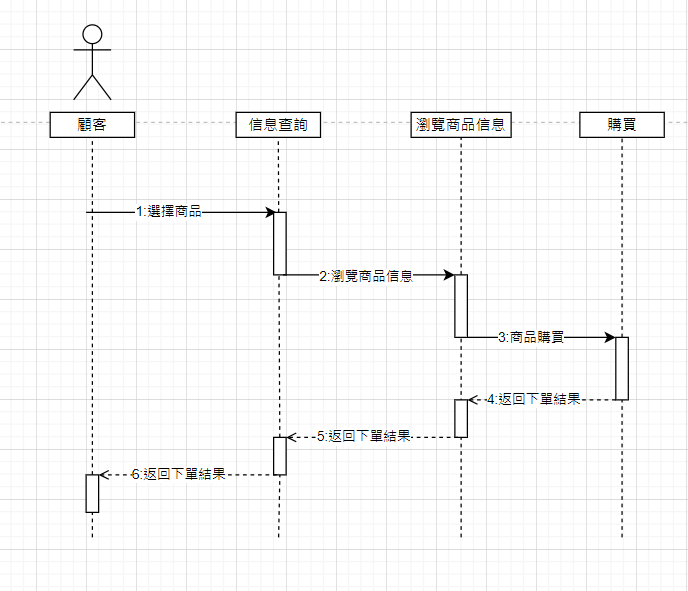 顧客
信息查詢
瀏覽商品信息
購買
1:選擇商品
2:瀏覽商品信息
3:商品購買
4:返回下單結果
5:返回下單結果
6:返回下單結果